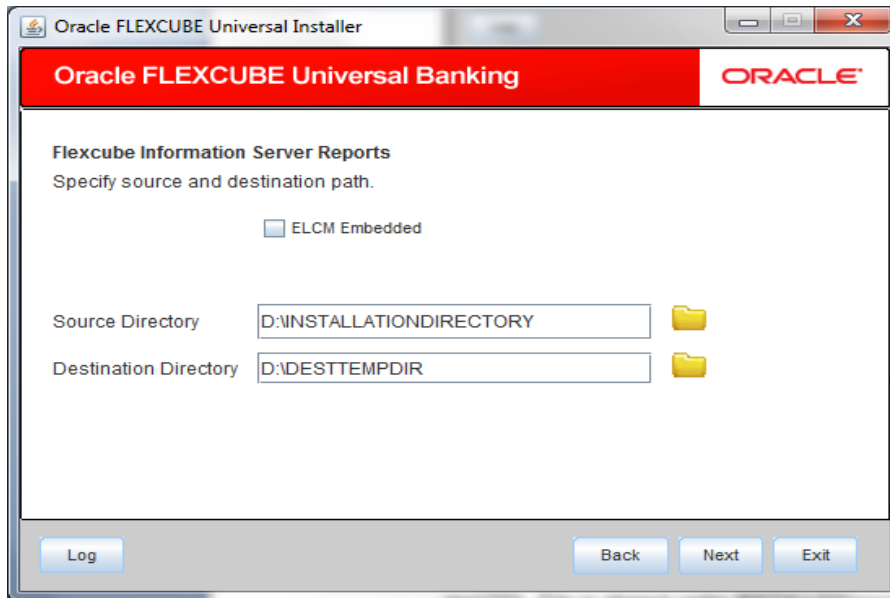 Oracle FLEXCUBE Universal Installer
Oracle FLEXCUBE Universal Banking
ORACLE
Flexcube Information Server Reports
Specify source and destination path.
ELCM Embedded
Source Directory D:\INSTALLATIONDIRECTORY
Destination Directory D:\DESTTEMPDIR
Log Back Next Exit